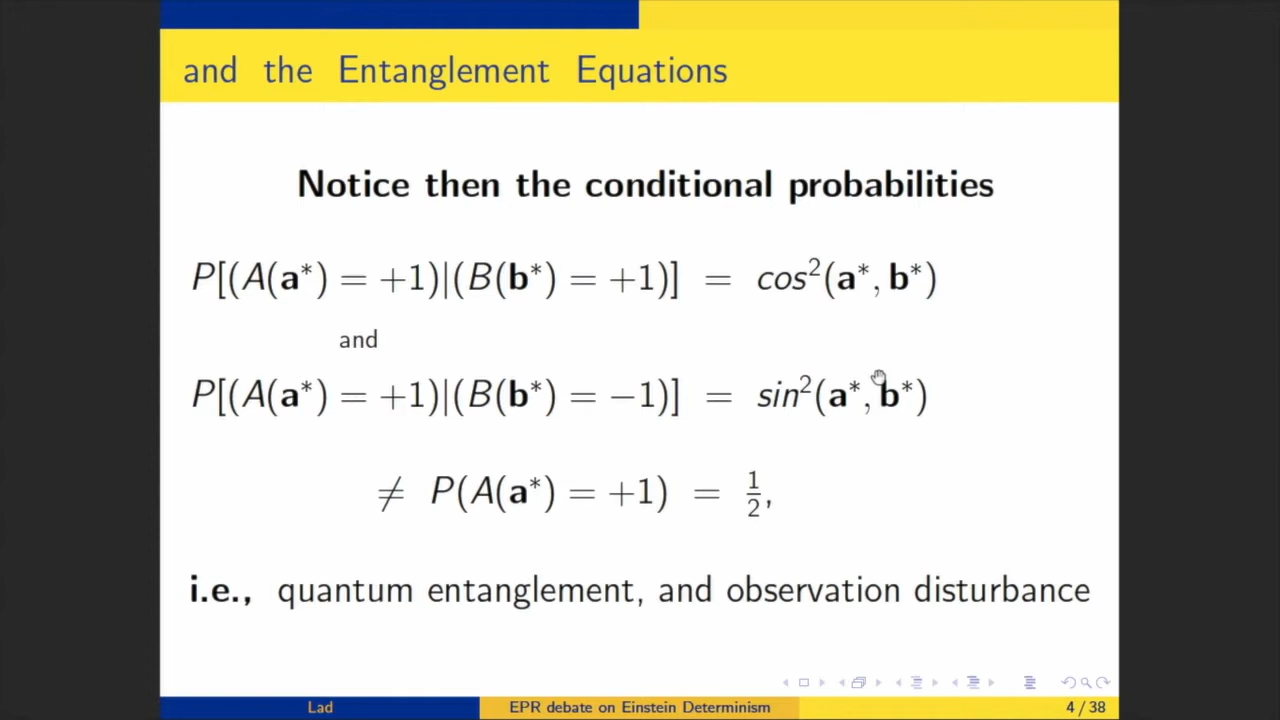 and the Entanglement Equations
Notice then the conditional probabilities
P[(A(a*) = +1)|(B(b*) = +1)] = cos²(a*, b*)
and
P[(A(a*) = +1)|(B(b*) = −1)] = sin²(a*, b*)
≠ P(A(a*) = +1) = 1/2,
i.e., quantum entanglement, and observation disturbance
Lad EPR debate on Einstein Determinism 4 / 38